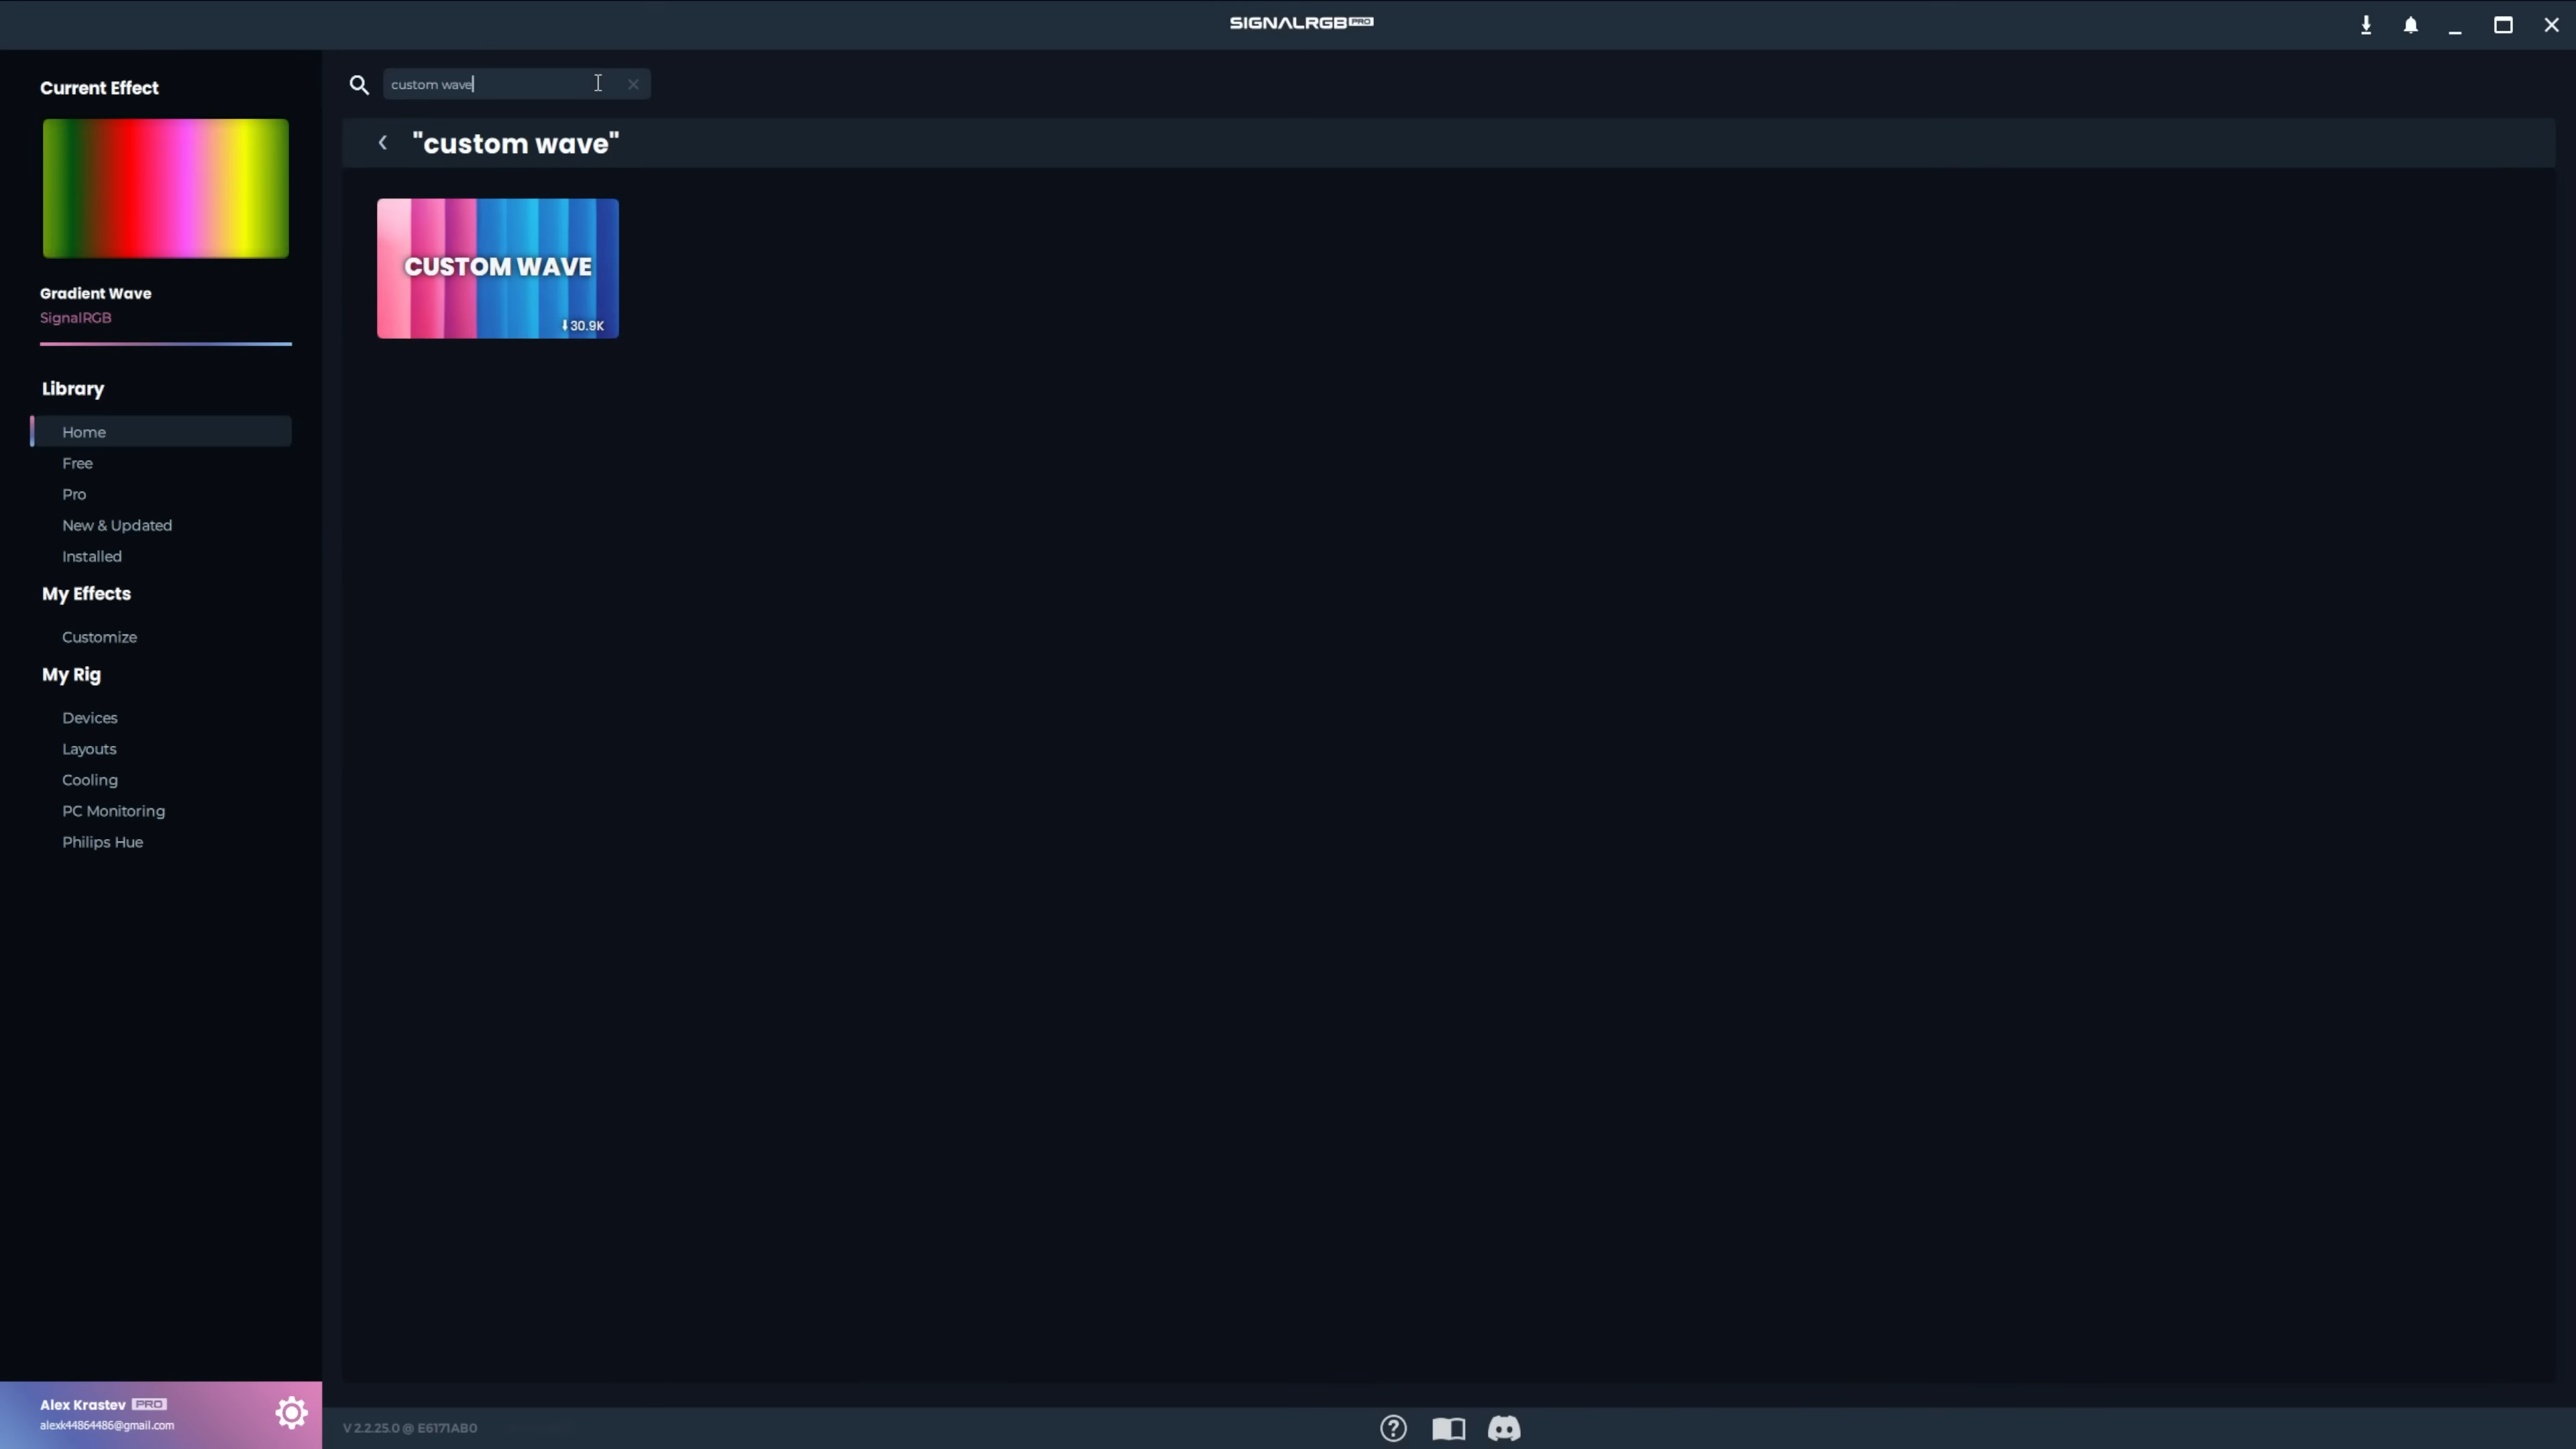 SIGNALRGB PRO
Current Effect
Gradient Wave
SignalRGB
Library
Home
Free
Pro
New & Updated
Installed
My Effects
Customize
My Rig
Devices
Layouts
Cooling
PC Monitoring
Philips Hue
Alex Krastev PRO
alexk44864486@gmail.com
custom wave
"custom wave"
CUSTOM WAVE
30.9K
V 2.2.25.0 @ E6171AB0